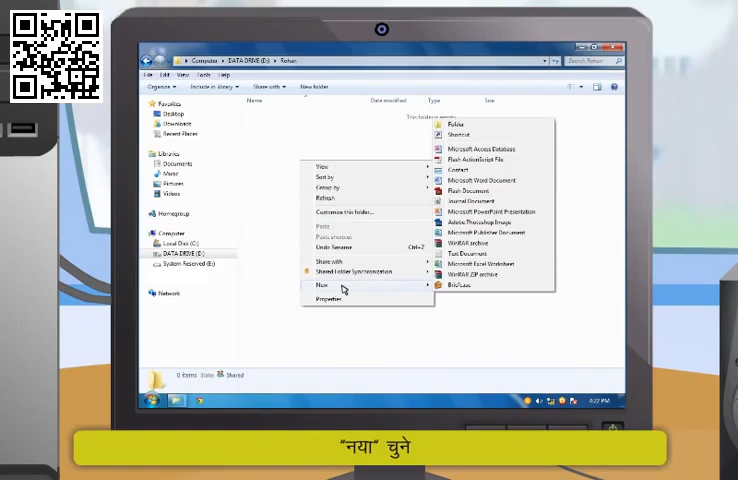 Computer ▸ DATA DRIVE (D:) ▸ Rohan
Search Rohan
File Edit View Tools Help
Organize Include in library Share with New folder
Name Date modified Type Size
This folder is empty.
Favorites
Desktop
Downloads
Recent Places
Libraries
Documents
Music
Pictures
Videos
Homegroup
Computer
Local Disk (C:)
DATA DRIVE (D:)
System Reserved (E:)
Network
View
Sort by
Group by
Refresh
Customize this folder...
Paste
Paste shortcut
Undo Rename Ctrl+Z
Share with
Shared Folder Synchronization
New
Properties
Folder
Shortcut
Microsoft Access Database
Flash ActionScript File
Contact
Microsoft Word Document
Flash Document
Journal Document
Microsoft PowerPoint Presentation
Adobe Photoshop Image
Microsoft Publisher Document
WinRAR archive
Text Document
Microsoft Excel Worksheet
WinRAR ZIP archive
Briefcase
0 items State: Shared
4:22 PM
“नया” चुने